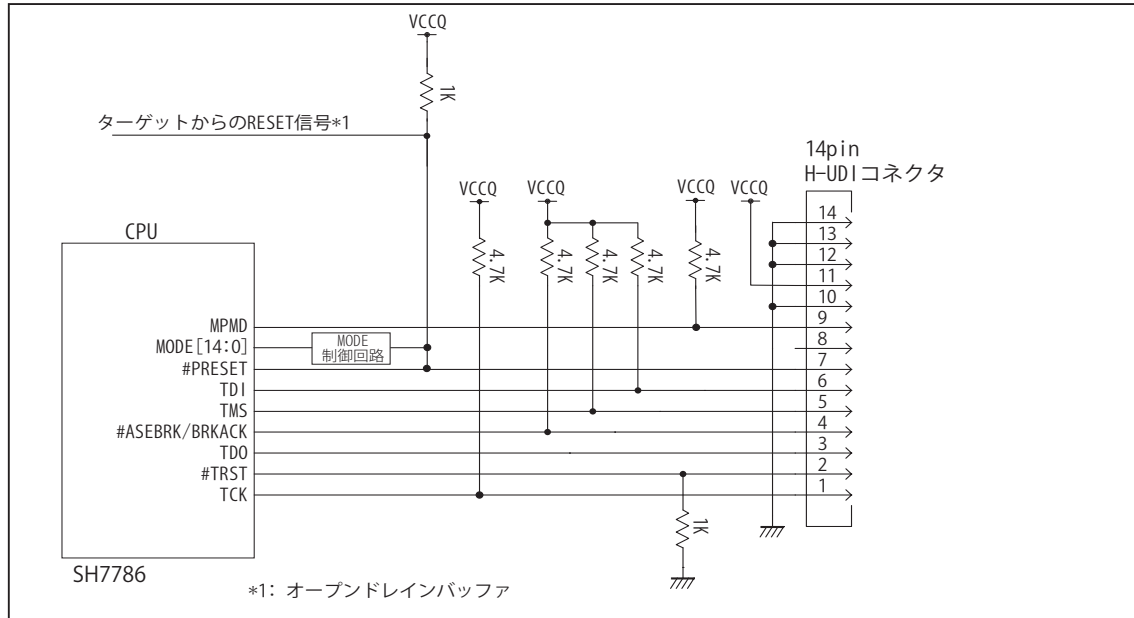 VCCQ
1K
ターゲットからのRESET信号*1
14pin
H-UDIコネクタ
VCCQ
VCCQ
VCCQ
VCCQ
4.7K
4.7K
4.7K
4.7K
4.7K
14
13
12
11
10
9
8
7
6
5
4
3
2
1
CPU
MPMD
MODE[14:0]
MODE
制御回路
#PRESET
TDI
TMS
#ASEBRK/BRKACK
TDO
#TRST
TCK
1K
SH7786
*1: オープンドレインバッファ